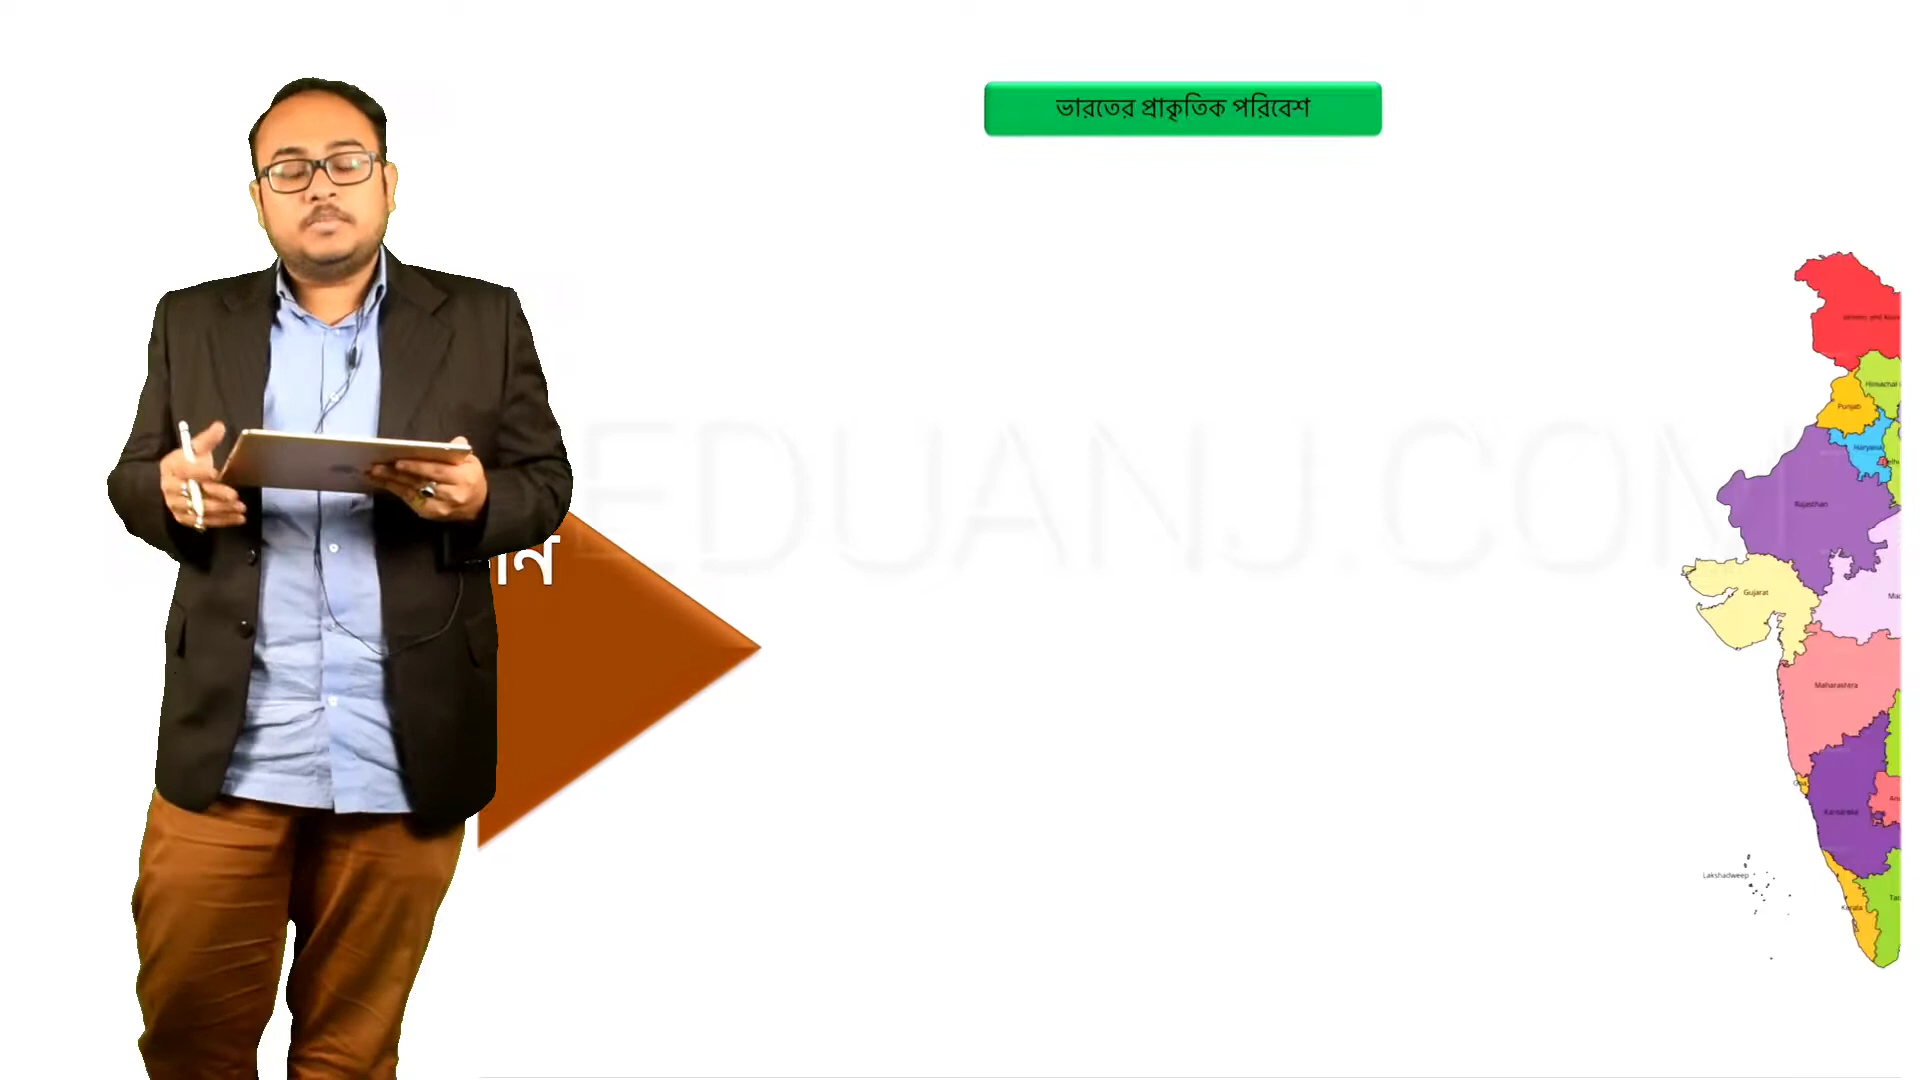 ভারতের প্রাকৃতিক পরিবেশ
EDUANJ.COM
Punjab
Haryana
Rajasthan
Gujarat
Maharashtra
Karnataka
Lakshadweep
Kerala